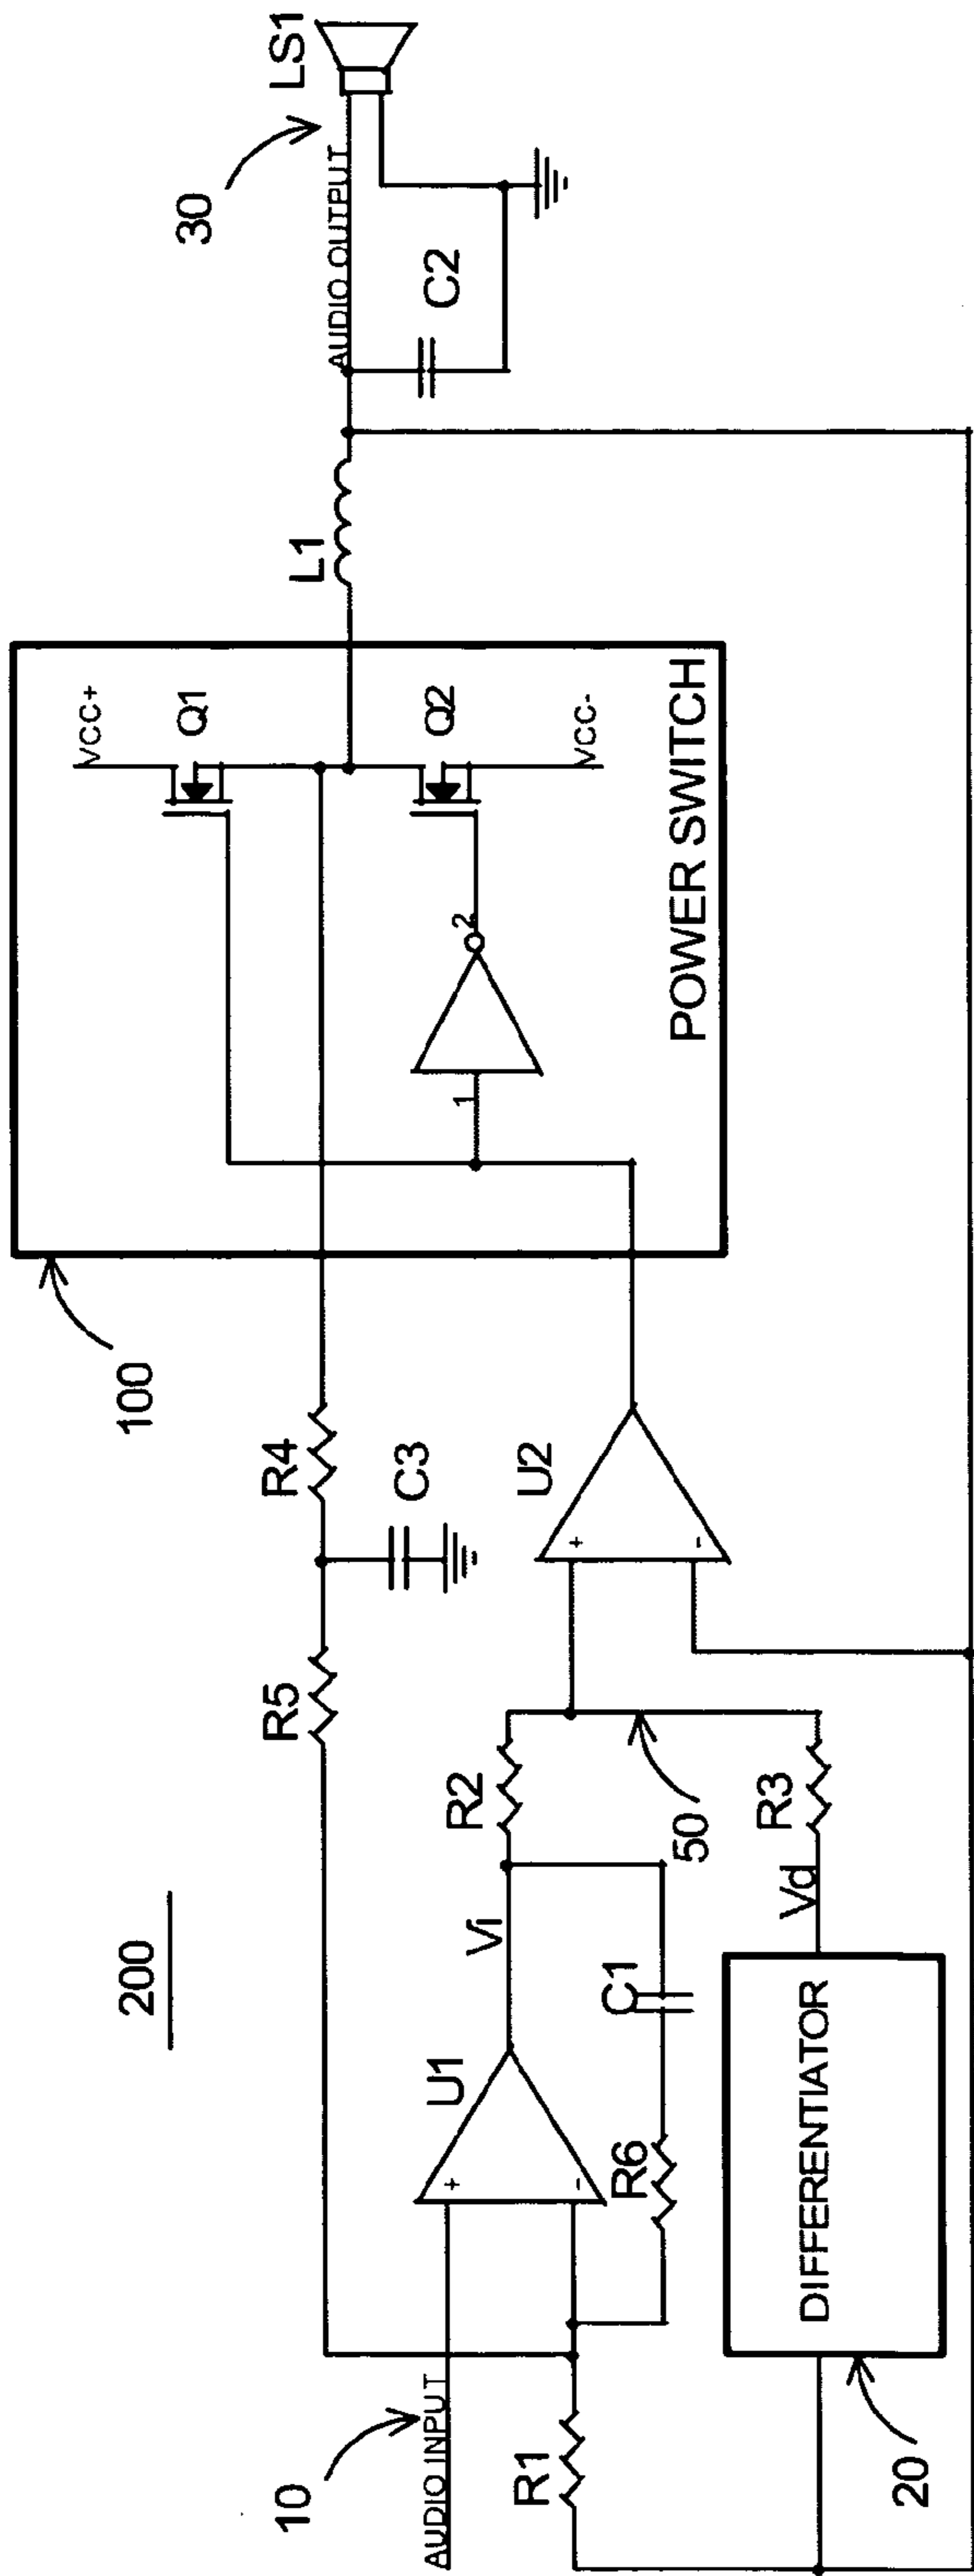 200
10
AUDIO INPUT
R1
20
DIFFERENTIATOR
Vd
R3
50
R6
C1
U1
+
-
Vi
R2
R5
R4
C3
U2
+
-
100
POWER SWITCH
1
2
VCC+
Q1
Q2
VCC-
L1
C2
AUDIO OUTPUT
30
LS1